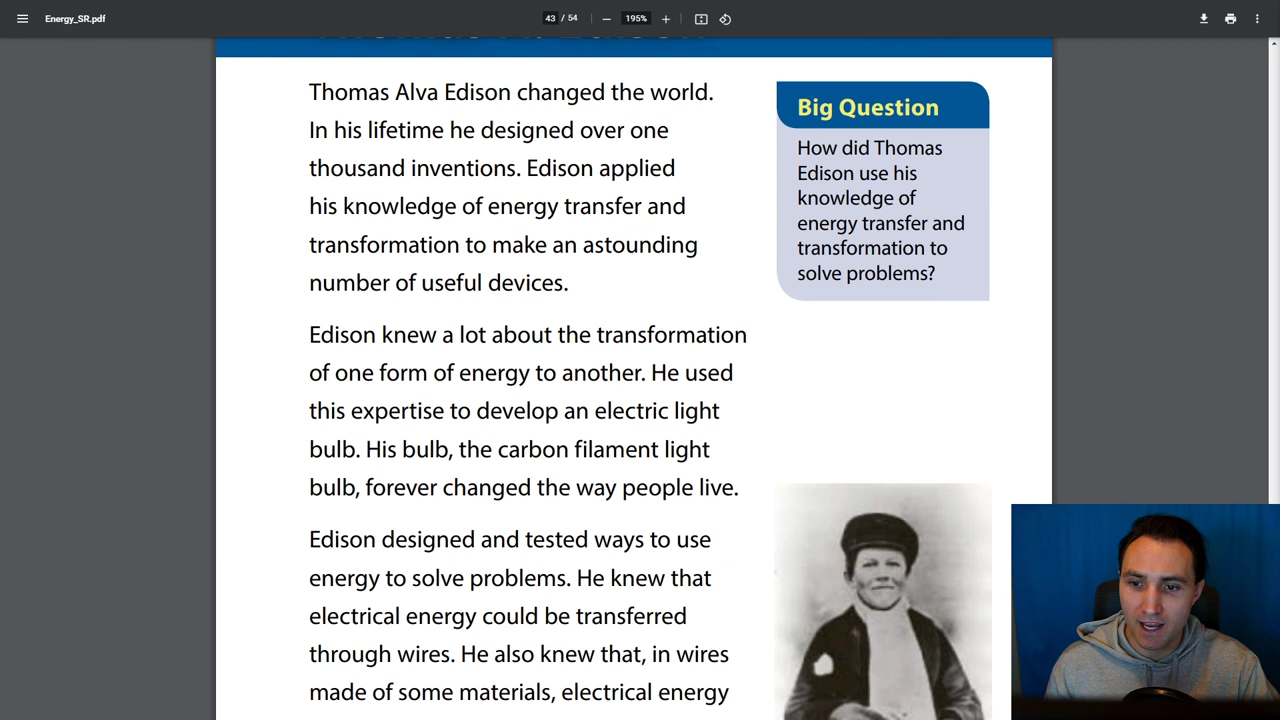 Energy_SR.pdf
43 / 54
195%
Thomas Alva Edison changed the world.
In his lifetime he designed over one
thousand inventions. Edison applied
his knowledge of energy transfer and
transformation to make an astounding
number of useful devices.
Edison knew a lot about the transformation
of one form of energy to another. He used
this expertise to develop an electric light
bulb. His bulb, the carbon filament light
bulb, forever changed the way people live.
Edison designed and tested ways to use
energy to solve problems. He knew that
electrical energy could be transferred
through wires. He also knew that, in wires
made of some materials, electrical energy
Big Question
How did Thomas
Edison use his
knowledge of
energy transfer and
transformation to
solve problems?